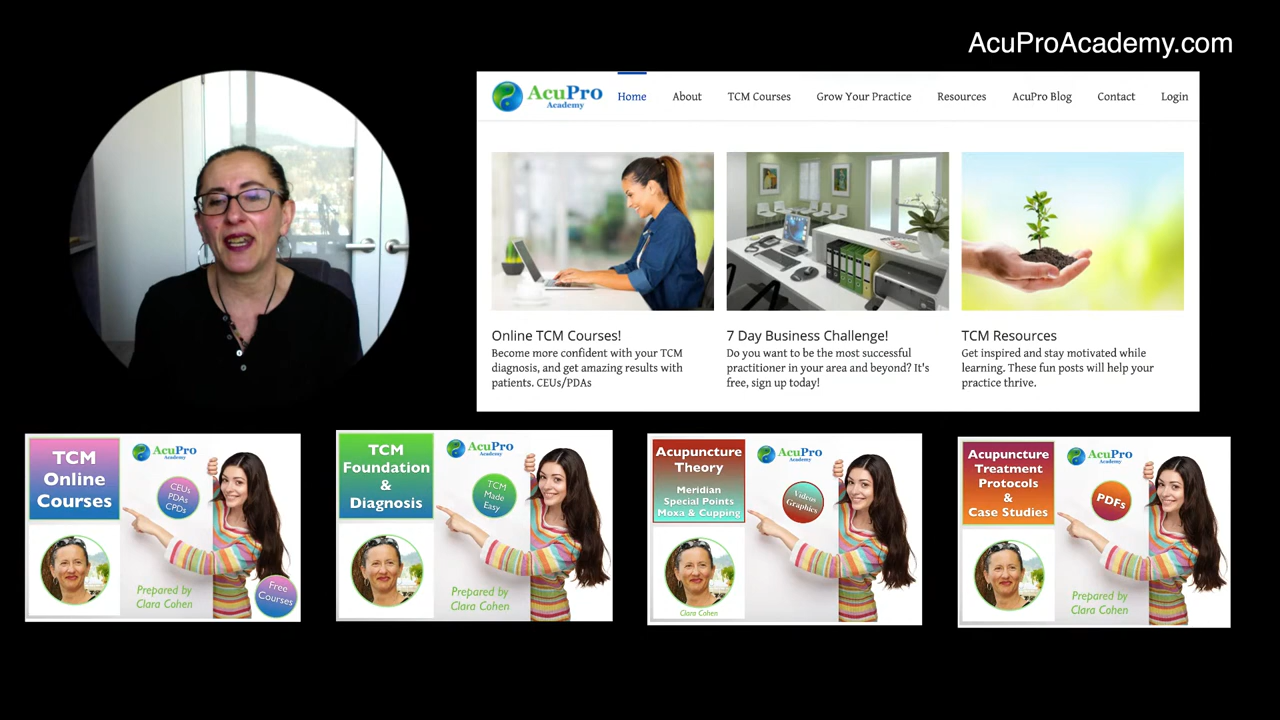 AcuProAcademy.com
AcuPro
Academy
Home
About
TCM Courses
Grow Your Practice
Resources
AcuPro Blog
Contact
Login
Online TCM Courses!
Become more confident with your TCM
diagnosis, and get amazing results with
patients. CEUs/PDAs
7 Day Business Challenge!
Do you want to be the most successful
practitioner in your area and beyond? It's
free, sign up today!
TCM Resources
Get inspired and stay motivated while
learning. These fun posts will help your
practice thrive.
TCM
Online
Courses
AcuPro
Academy
CEUs
PDAs
CPDs
Prepared by
Clara Cohen
Free
Courses
TCM
Foundation
&
Diagnosis
AcuPro
Academy
TCM
Made
Easy
Prepared by
Clara Cohen
Acupuncture
Theory
Meridian
Special Points
Moxa & Cupping
AcuPro
Academy
Videos
Graphics
Clara Cohen
Acupuncture
Treatment
Protocols
&
Case Studies
AcuPro
Academy
PDFs
Prepared by
Clara Cohen